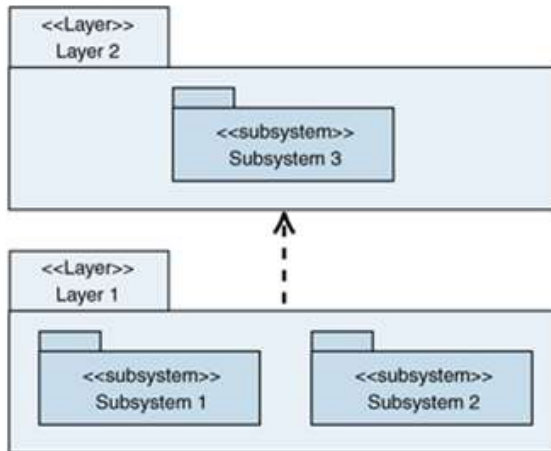 <<Layer>>
Layer 2
<<subsystem>>
Subsystem 3
<<Layer>>
Layer 1
<<subsystem>>
Subsystem 1
<<subsystem>>
Subsystem 2